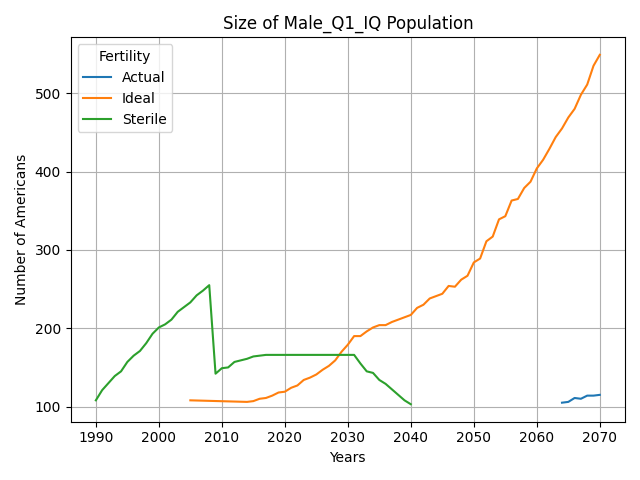 Size of Male_Q1_IQ Population
Fertility
Actual
Ideal
Sterile
Number of Americans
500
400
300
200
100
1990 2000 2010 2020 2030 2040 2050 2060 2070
Years